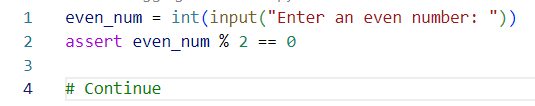 1 even_num = int(input("Enter an even number: "))
2 assert even_num % 2 == 0
3
4 # Continue